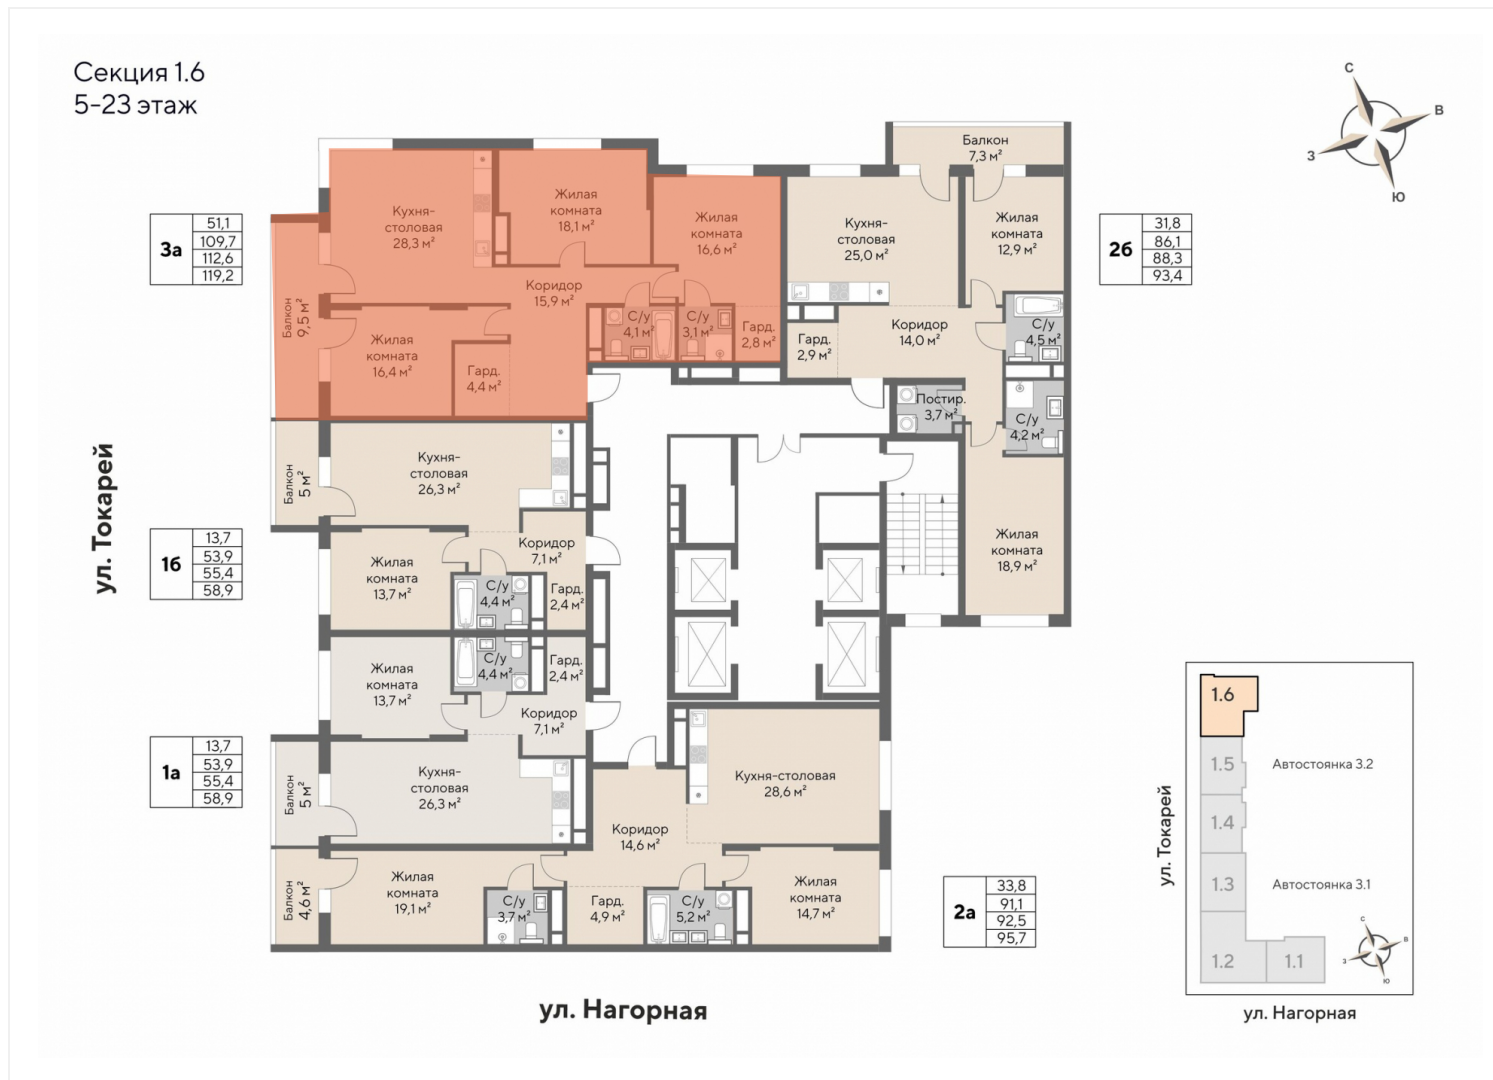 Секция 1.6
5-23 этаж
С
В
З
Ю
Балкон
7,3 м²
3а
51,1
109,7
112,6
119,2
Кухня-
столовая
28,3 м²
Жилая
комната
18,1 м²
Жилая
комната
16,6 м²
Кухня-
столовая
25,0 м²
Жилая
комната
12,9 м²
2б
31,8
86,1
88,3
93,4
Балкон
9,5 м²
Коридор
15,9 м²
С/у
4,1 м²
С/у
3,1 м²
Гард.
2,8 м²
Гард.
2,9 м²
Коридор
14,0 м²
С/у
4,5 м²
Жилая
комната
16,4 м²
Гард.
4,4 м²
Постир.
3,7 м²
С/у
4,2 м²
ул. Токарей
Балкон
5 м²
Кухня-
столовая
26,3 м²
Коридор
7,1 м²
1б
13,7
53,9
55,4
58,9
Жилая
комната
13,7 м²
С/у
4,4 м²
Гард.
2,4 м²
Жилая
комната
18,9 м²
Жилая
комната
13,7 м²
С/у
4,4 м²
Гард.
2,4 м²
Коридор
7,1 м²
1а
13,7
53,9
55,4
58,9
Балкон
5 м²
Кухня-
столовая
26,3 м²
Кухня-столовая
28,6 м²
Коридор
14,6 м²
Балкон
4,6 м²
Жилая
комната
19,1 м²
С/у
3,7 м²
Гард.
4,9 м²
С/у
5,2 м²
Жилая
комната
14,7 м²
2а
33,8
91,1
92,5
95,7
ул. Нагорная
1.6
1.5
Автостоянка 3.2
1.4
ул. Токарей
1.3
Автостоянка 3.1
1.2
1.1
С
В
З
Ю
ул. Нагорная